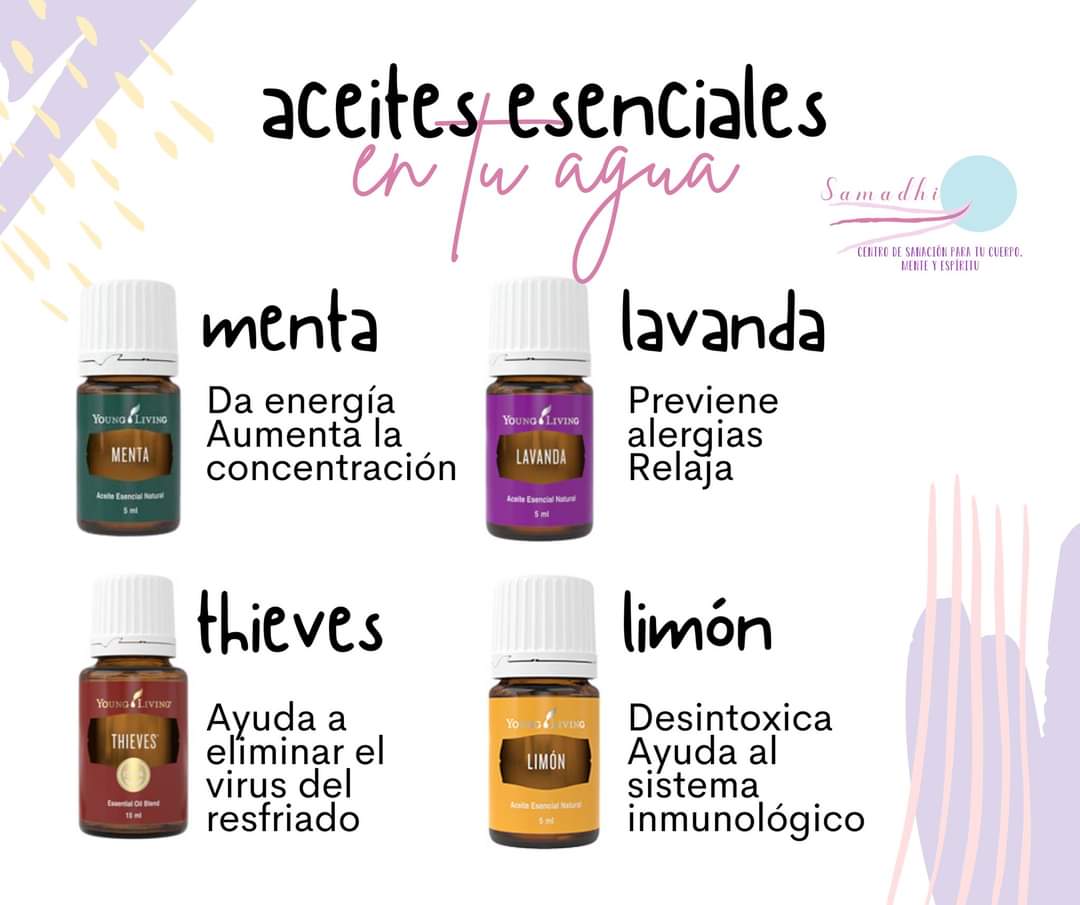 aceites esenciales
en tu agua
Samadhi
CENTRO DE SANACIÓN PARA TU CUERPO,
MENTE Y ESPÍRITU
menta
Da energía
Aumenta la
concentración
YOUNG LIVING
MENTA
Aceite Esencial Natural
5 ml
lavanda
Previene
alergias
Relaja
YOUNG LIVING
LAVANDA
Aceite Esencial Natural
5 ml
thieves
Ayuda a
eliminar el
virus del
resfriado
YOUNG LIVING
THIEVES
Essential Oil Blend
15 ml
limón
Desintoxica
Ayuda al
sistema
inmunológico
YOUNG LIVING
LIMÓN
Aceite Esencial Natural
5 ml